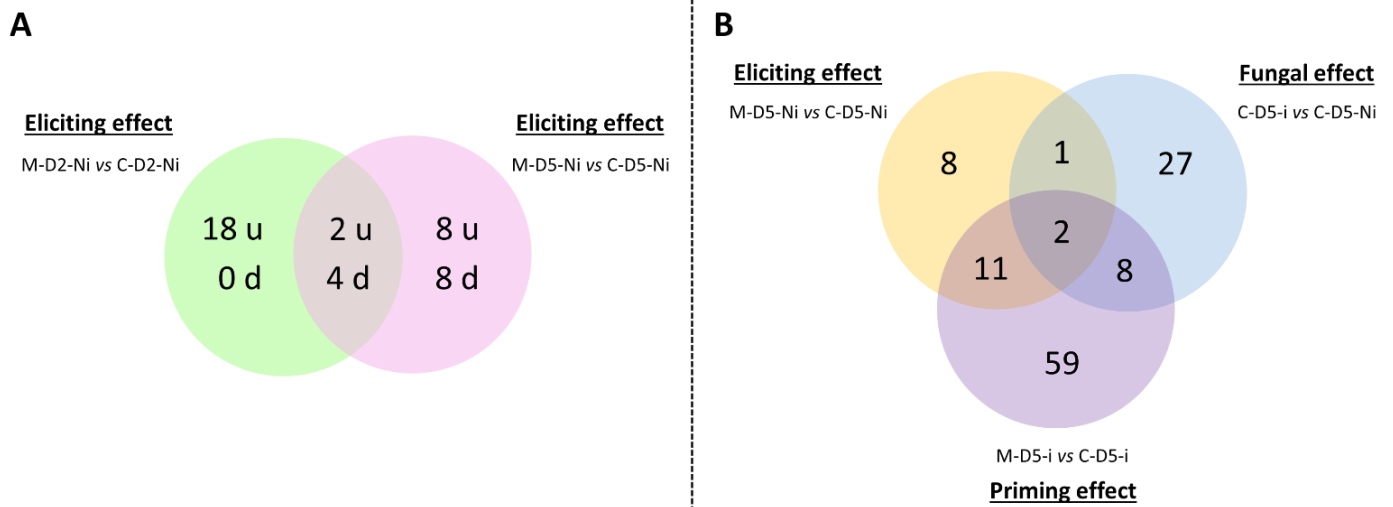 A
Eliciting effect
M-D2-Ni vs C-D2-Ni
Eliciting effect
M-D5-Ni vs C-D5-Ni
18 u
0 d
2 u
4 d
8 u
8 d
B
Eliciting effect
M-D5-Ni vs C-D5-Ni
Fungal effect
C-D5-i vs C-D5-Ni
8
1
27
2
11
8
59
M-D5-i vs C-D5-i
Priming effect